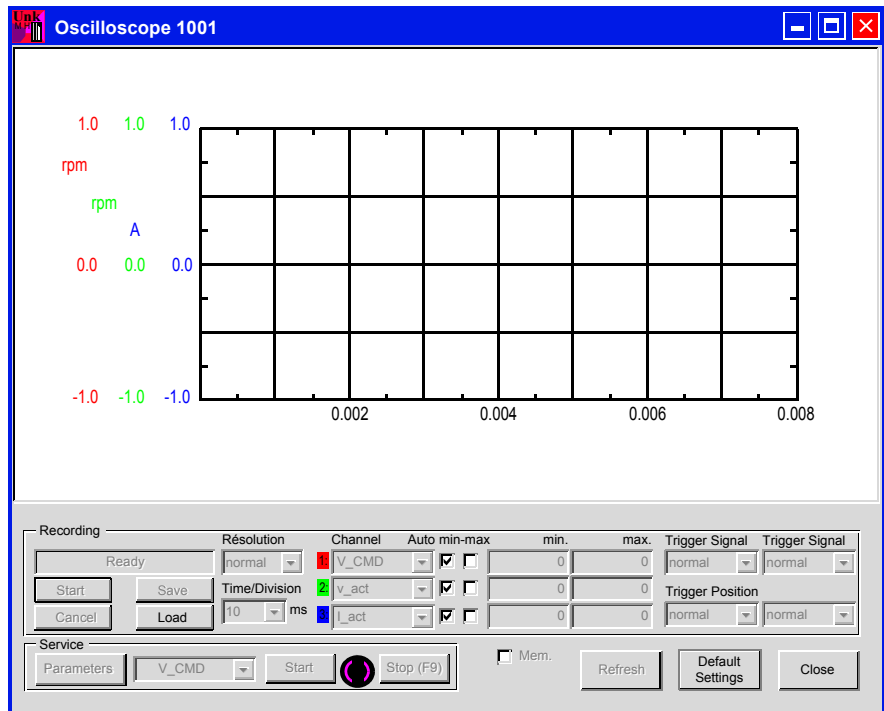 Unk
Oscilloscope 1001
1.0 1.0 1.0
rpm
rpm
A
0.0 0.0 0.0
-1.0 -1.0 -1.0
0.002 0.004 0.006 0.008
Recording
Résolution Channel Auto min-max min. max. Trigger Signal Trigger Signal
Ready normal 1: V_CMD 0 0 normal normal
Start Save Time/Division 2: v_act 0 0 Trigger Position
Cancel Load 10 ms I_act 0 0 normal normal
Service
Parameters V_CMD Start Stop (F9) Mem. Refresh Default Settings Close